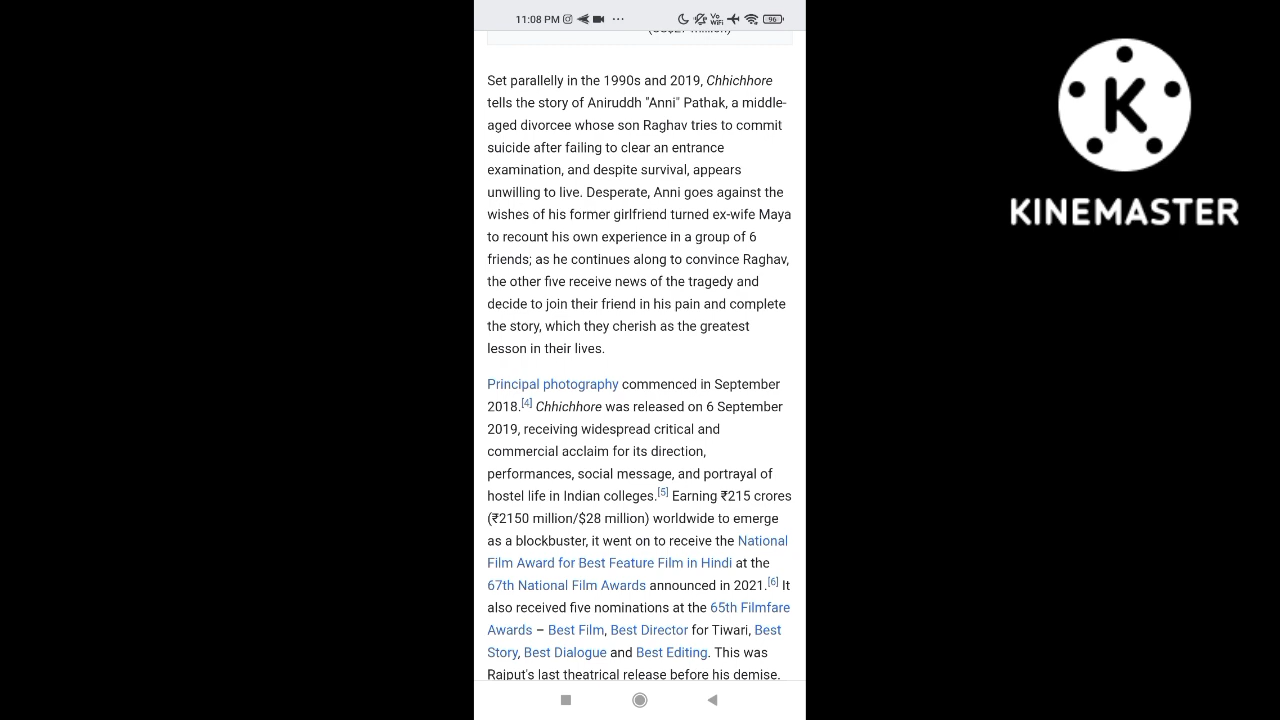 11:08 PM
Vo WiFi
96
Set parallelly in the 1990s and 2019, Chhichhore
tells the story of Aniruddh "Anni" Pathak, a middle-
aged divorcee whose son Raghav tries to commit
suicide after failing to clear an entrance
examination, and despite survival, appears
unwilling to live. Desperate, Anni goes against the
wishes of his former girlfriend turned ex-wife Maya
to recount his own experience in a group of 6
friends; as he continues along to convince Raghav,
the other five receive news of the tragedy and
decide to join their friend in his pain and complete
the story, which they cherish as the greatest
lesson in their lives.
Principal photography commenced in September
2018.[4] Chhichhore was released on 6 September
2019, receiving widespread critical and
commercial acclaim for its direction,
performances, social message, and portrayal of
hostel life in Indian colleges.[5] Earning ₹215 crores
(₹2150 million/$28 million) worldwide to emerge
as a blockbuster, it went on to receive the National
Film Award for Best Feature Film in Hindi at the
67th National Film Awards announced in 2021.[6] It
also received five nominations at the 65th Filmfare
Awards – Best Film, Best Director for Tiwari, Best
Story, Best Dialogue and Best Editing. This was
Rajput's last theatrical release before his demise.
K
KINEMASTER